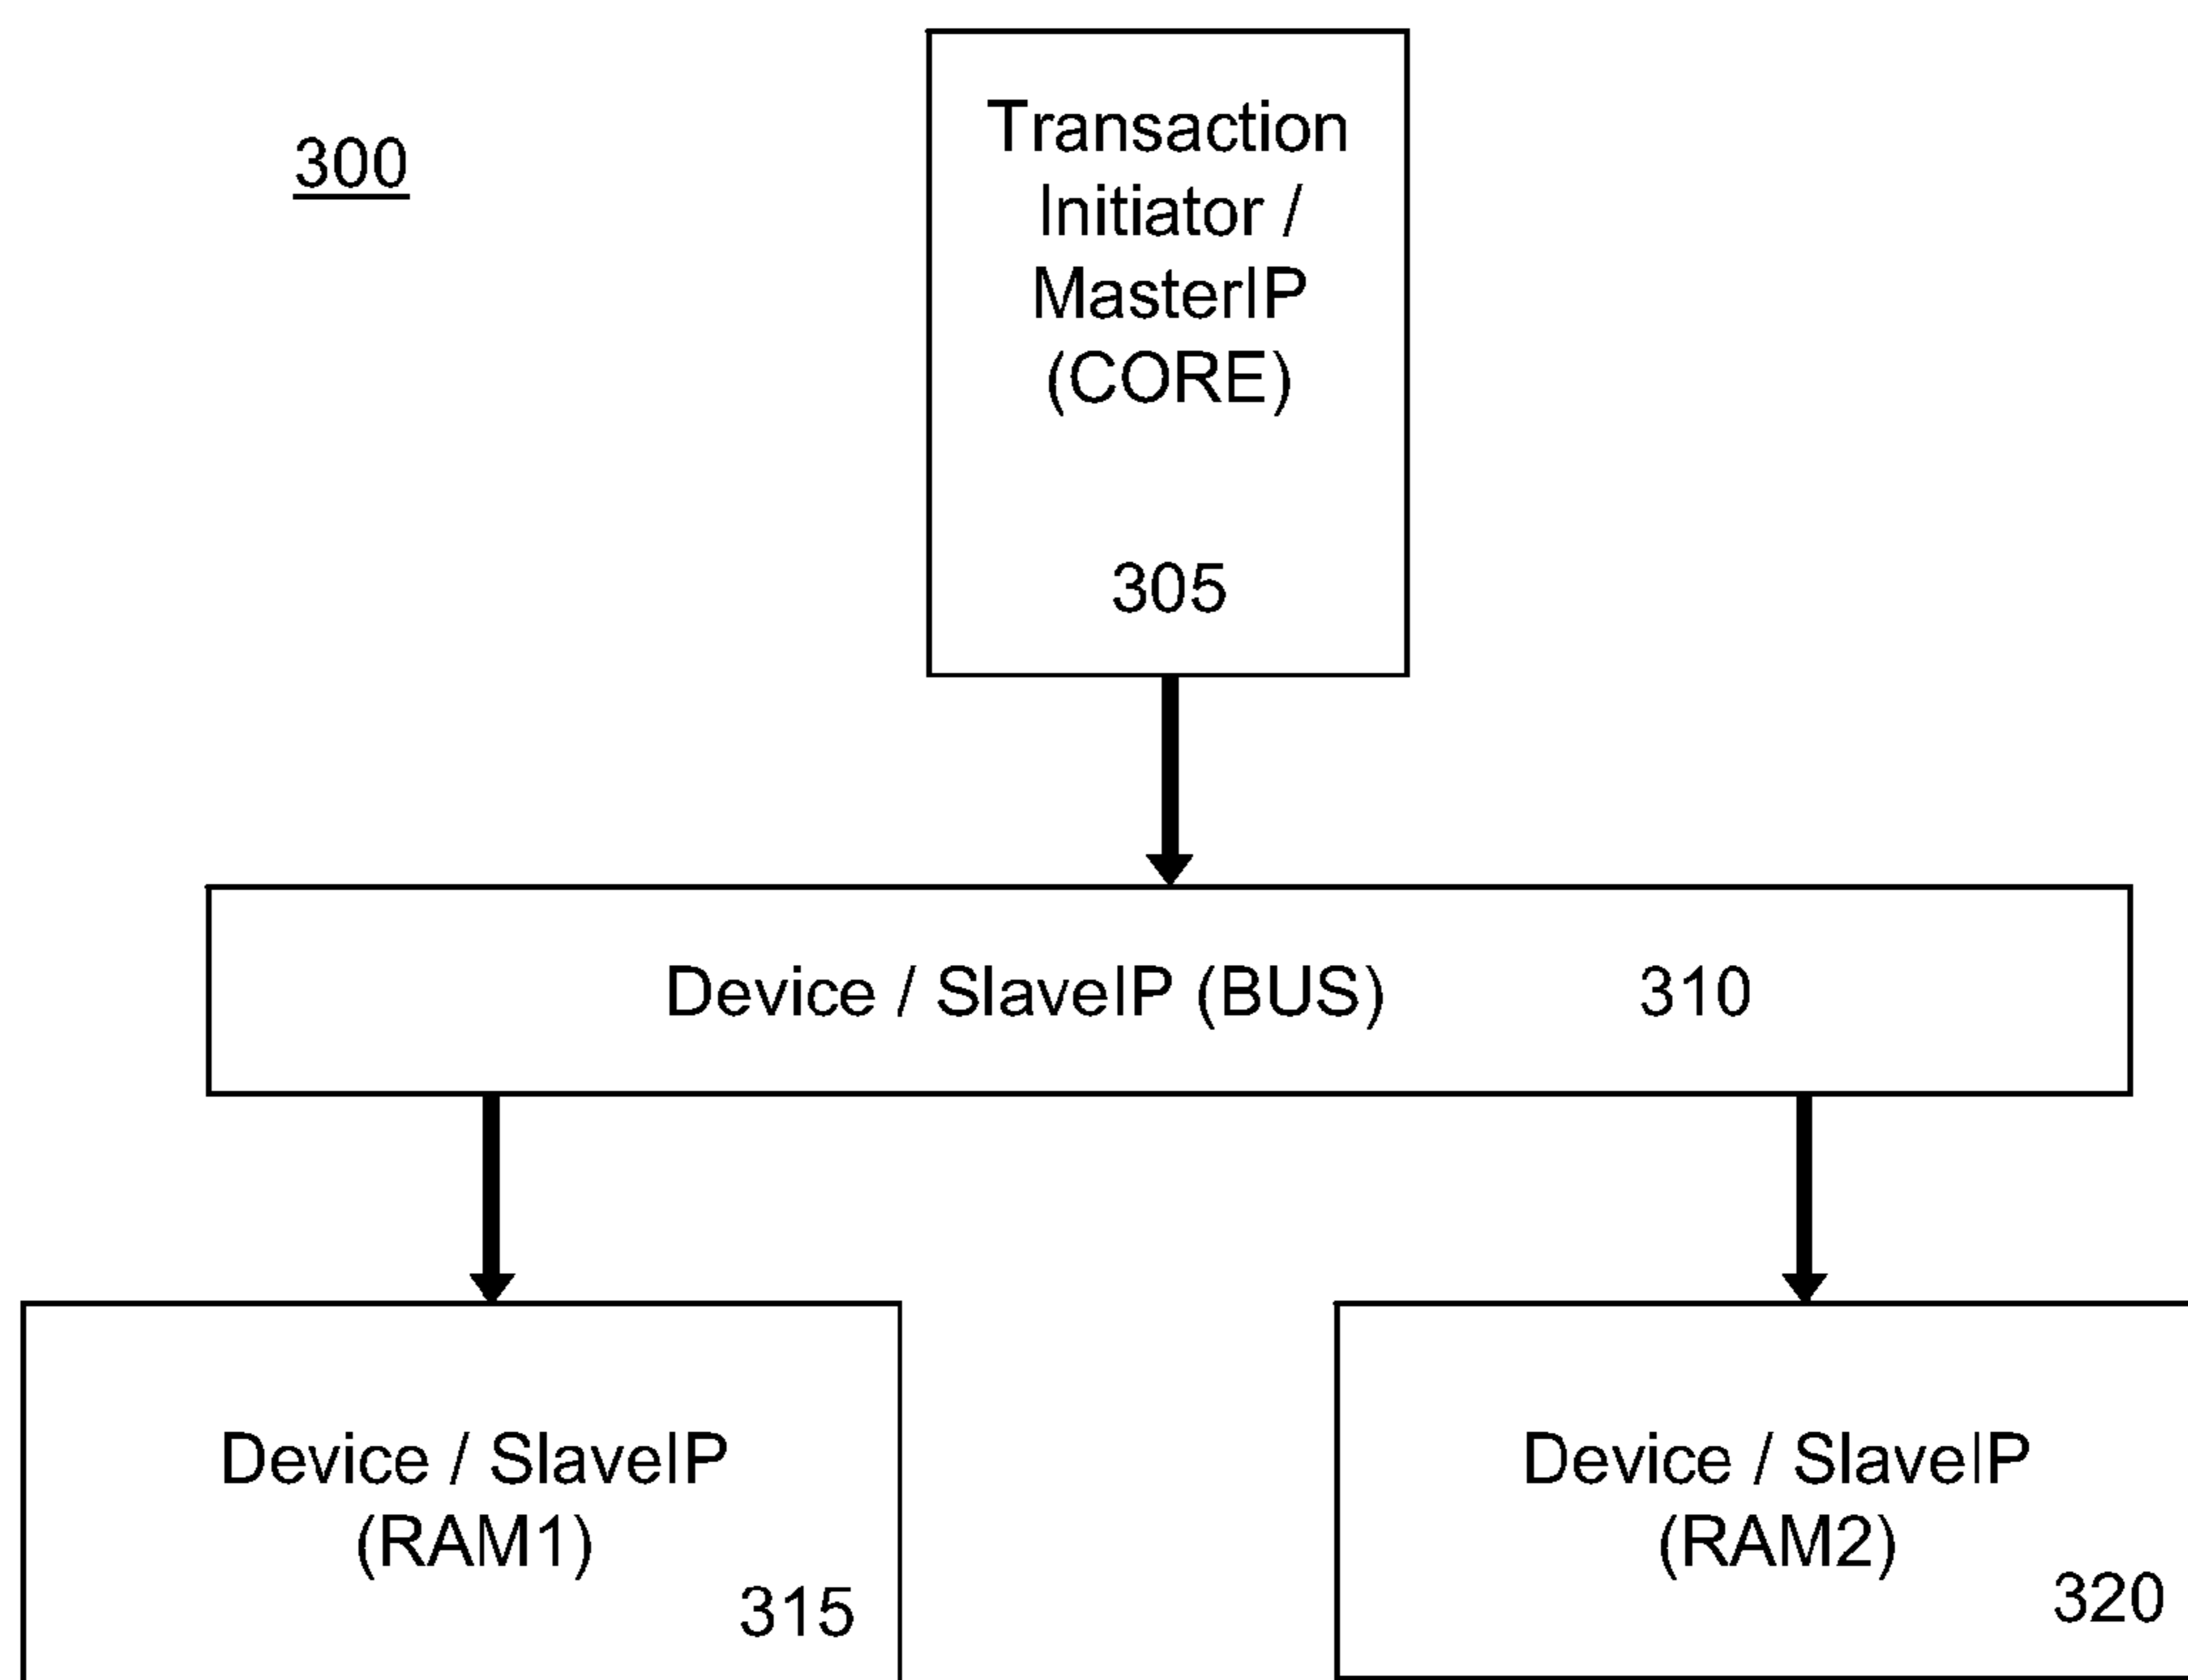 300
Transaction
Initiator /
MasterIP
(CORE)
305
Device / SlaveIP (BUS) 310
Device / SlaveIP
(RAM1)
315
Device / SlaveIP
(RAM2)
320